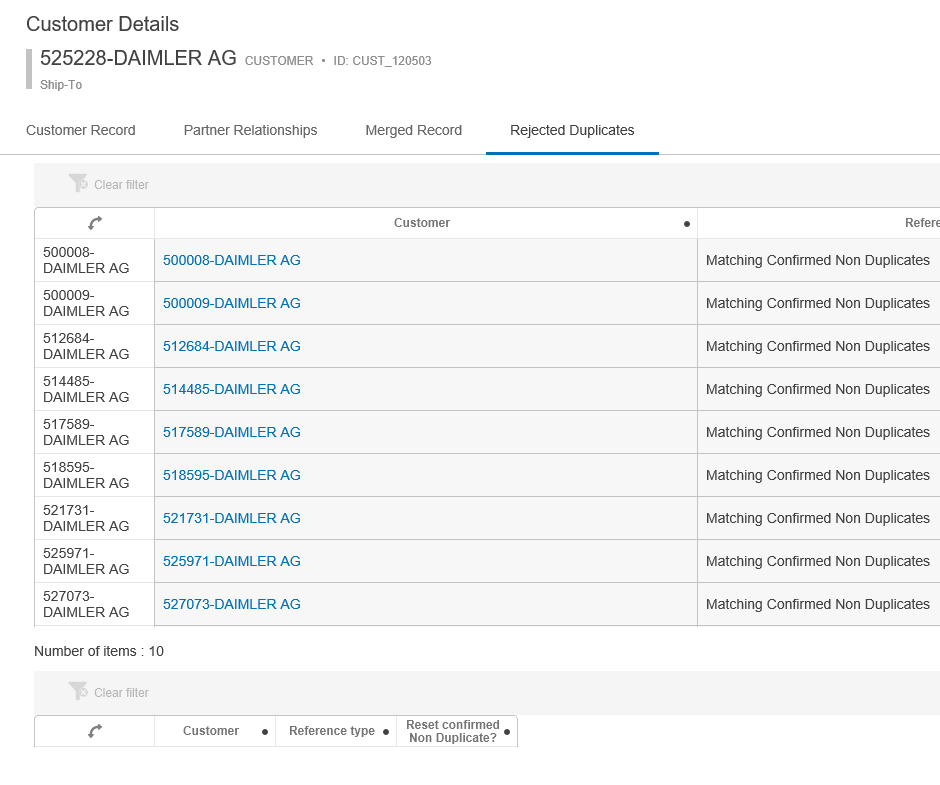 Customer Details
525228-DAIMLER AG CUSTOMER • ID: CUST_120503
Ship-To
Customer Record Partner Relationships Merged Record Rejected Duplicates
Clear filter
Customer Refere
500008-
DAIMLER AG 500008-DAIMLER AG Matching Confirmed Non Duplicates
500009-
DAIMLER AG 500009-DAIMLER AG Matching Confirmed Non Duplicates
512684-
DAIMLER AG 512684-DAIMLER AG Matching Confirmed Non Duplicates
514485-
DAIMLER AG 514485-DAIMLER AG Matching Confirmed Non Duplicates
517589-
DAIMLER AG 517589-DAIMLER AG Matching Confirmed Non Duplicates
518595-
DAIMLER AG 518595-DAIMLER AG Matching Confirmed Non Duplicates
521731-
DAIMLER AG 521731-DAIMLER AG Matching Confirmed Non Duplicates
525971-
DAIMLER AG 525971-DAIMLER AG Matching Confirmed Non Duplicates
527073-
DAIMLER AG 527073-DAIMLER AG Matching Confirmed Non Duplicates
Number of items : 10
Clear filter
Customer Reference type Reset confirmed
Non Duplicate?